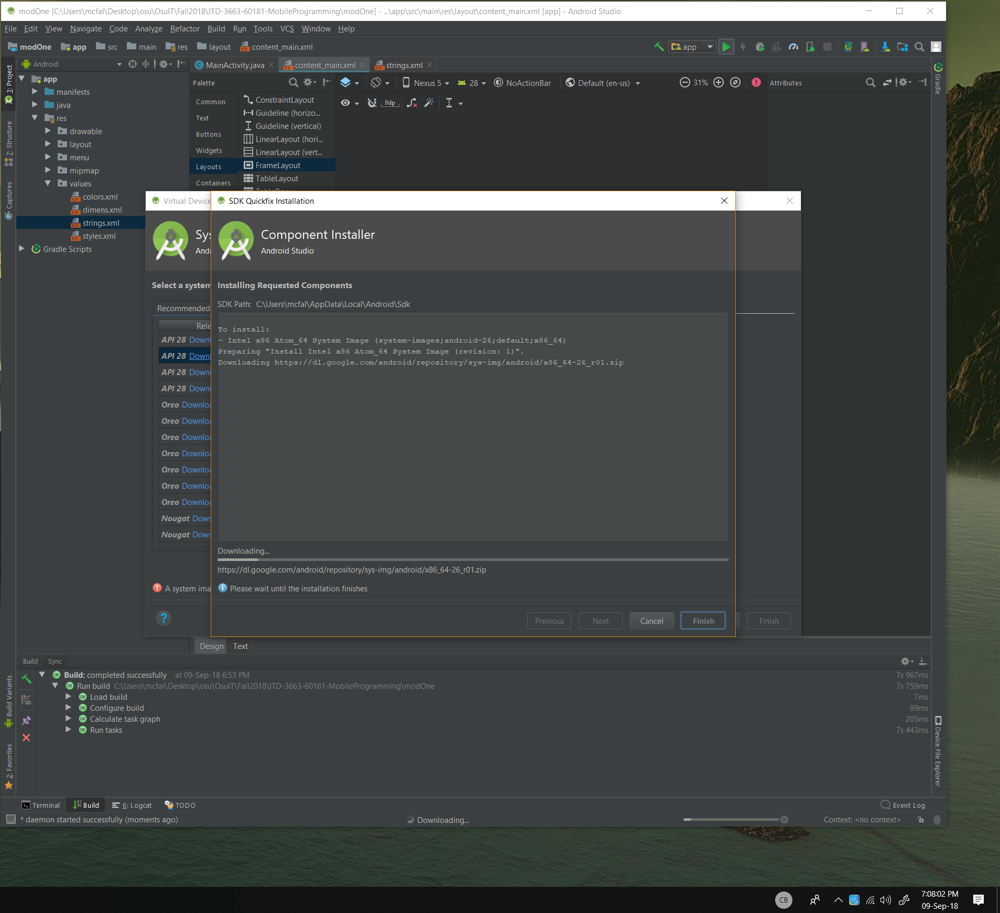 modOne [C:\Users\mcfal\Desktop\osu\OsuIT\Fall2018\ITD-3663-60181-MobileProgramming\modOne] - ...\app\src\main\res\layout\content_main.xml [app] - Android Studio
File Edit View Navigate Code Analyze Refactor Build Run Tools VCS Window Help
modOne app src main res layout content_main.xml app
Android MainActivity.java content_main.xml strings.xml
Palette Nexus 5 28 NoActionBar Default (en-us) 31% Attributes
8dp
1: Project
7: Structure
Captures
Build Variants
2: Favorites
Gradle
Device File Explorer
app
manifests
java
res
drawable
layout
menu
mipmap
values
colors.xml
dimens.xml
strings.xml
styles.xml
Gradle Scripts
Common
Text
Buttons
Widgets
Layouts
Containers
ConstraintLayout
Guideline (horizo...
Guideline (vertical)
LinearLayout (hori...
LinearLayout (vert...
FrameLayout
TableLayout
Virtual Device
Sys
Andr
Select a system
Recommended
Rele
API 28 Downl
API 28 Downl
API 28 Downl
API 28 Downl
Oreo Downloa
Oreo Downloa
Oreo Downloa
Oreo Downloa
Oreo Downloa
Oreo Downloa
Oreo Downloa
Nougat Down
Nougat Down
A system ima
?
Finish
SDK Quickfix Installation
Component Installer
Android Studio
Installing Requested Components
SDK Path: C:\Users\mcfal\AppData\Local\Android\Sdk
To install:
- Intel x86 Atom_64 System Image (system-images;android-26;default;x86_64)
Preparing "Install Intel x86 Atom_64 System Image (revision: 1)".
Downloading https://dl.google.com/android/repository/sys-img/android/x86_64-26_r01.zip
Downloading...
https://dl.google.com/android/repository/sys-img/android/x86_64-26_r01.zip
Please wait until the installation finishes
Previous Next Cancel Finish
Design Text
Build Sync
Build: completed successfully at 09-Sep-18 6:53 PM 7s 967ms
Run build C:\Users\mcfal\Desktop\osu\OsuIT\Fall2018\ITD-3663-60181-MobileProgramming\modOne 7s 759ms
Load build 7ms
Configure build 99ms
Calculate task graph 205ms
Run tasks 7s 443ms
Terminal Build 6: Logcat TODO Event Log
* daemon started successfully (moments ago) Downloading... Context: <no context>
CB
7:08:02 PM
09-Sep-18